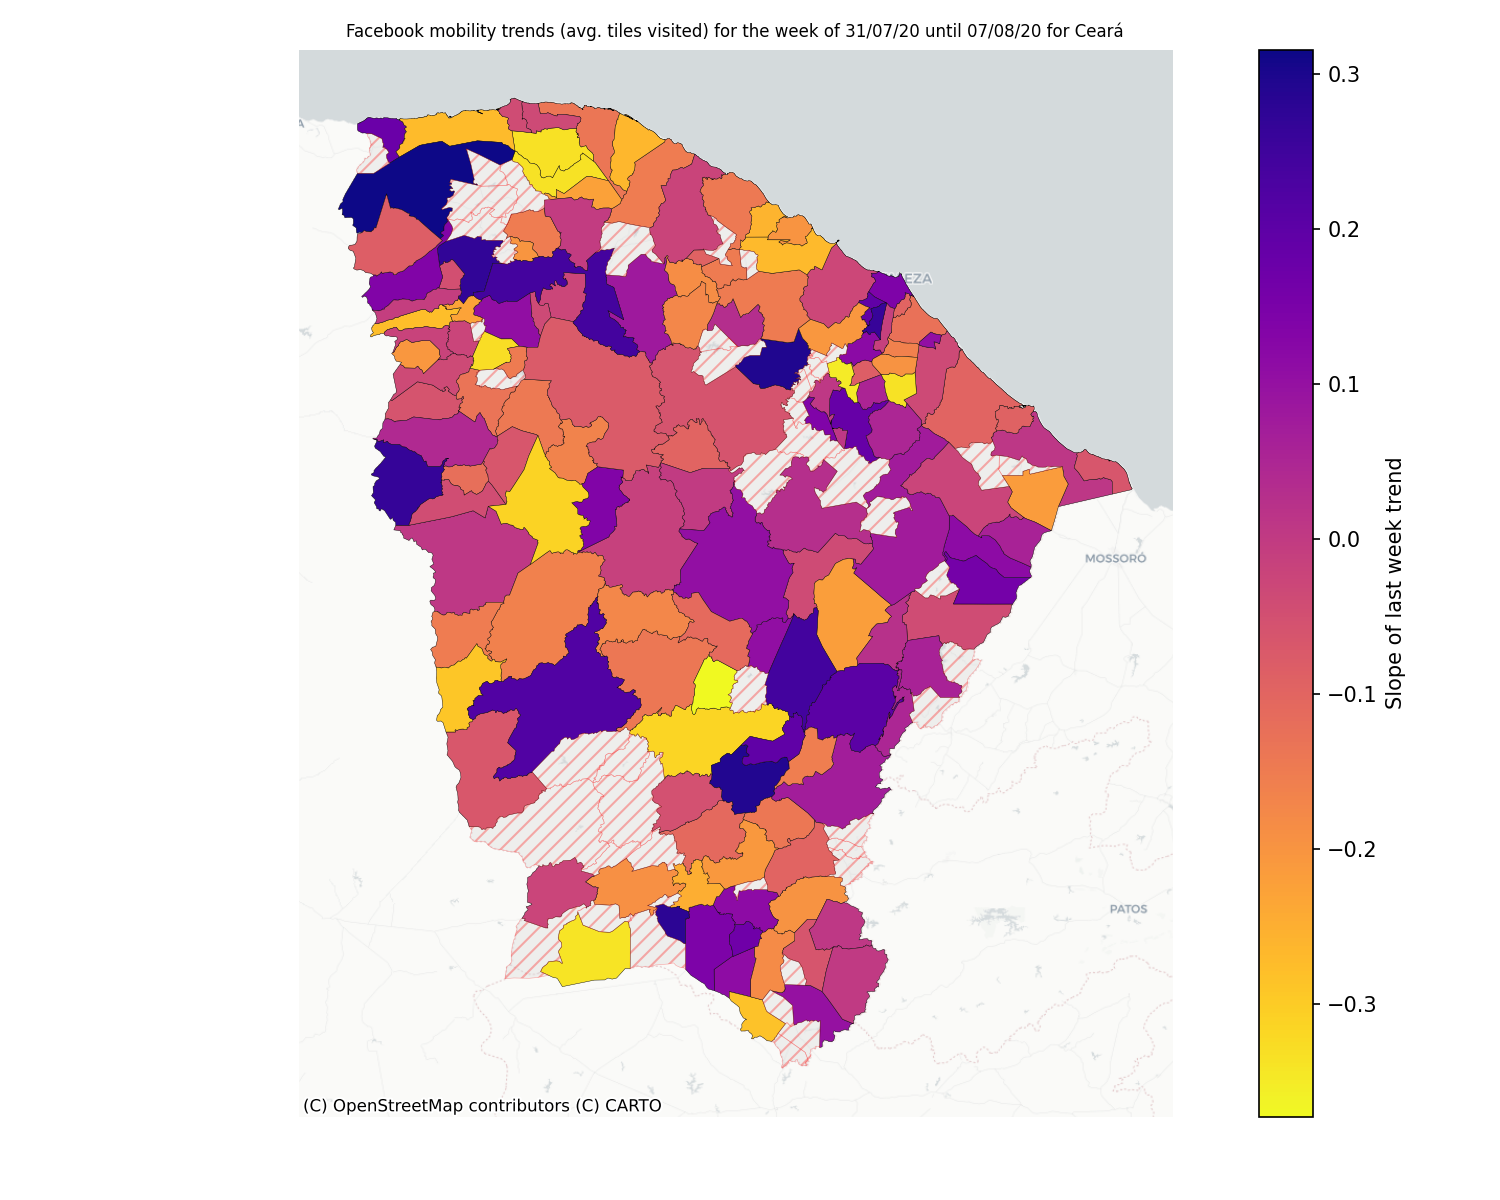 Facebook mobility trends (avg. tiles visited) for the week of 31/07/20 until 07/08/20 for Ceará
0.3
0.2
0.1
0.0
−0.1
−0.2
−0.3
Slope of last week trend
EZA
MOSSORÓ
PATOS
(C) OpenStreetMap contributors (C) CARTO